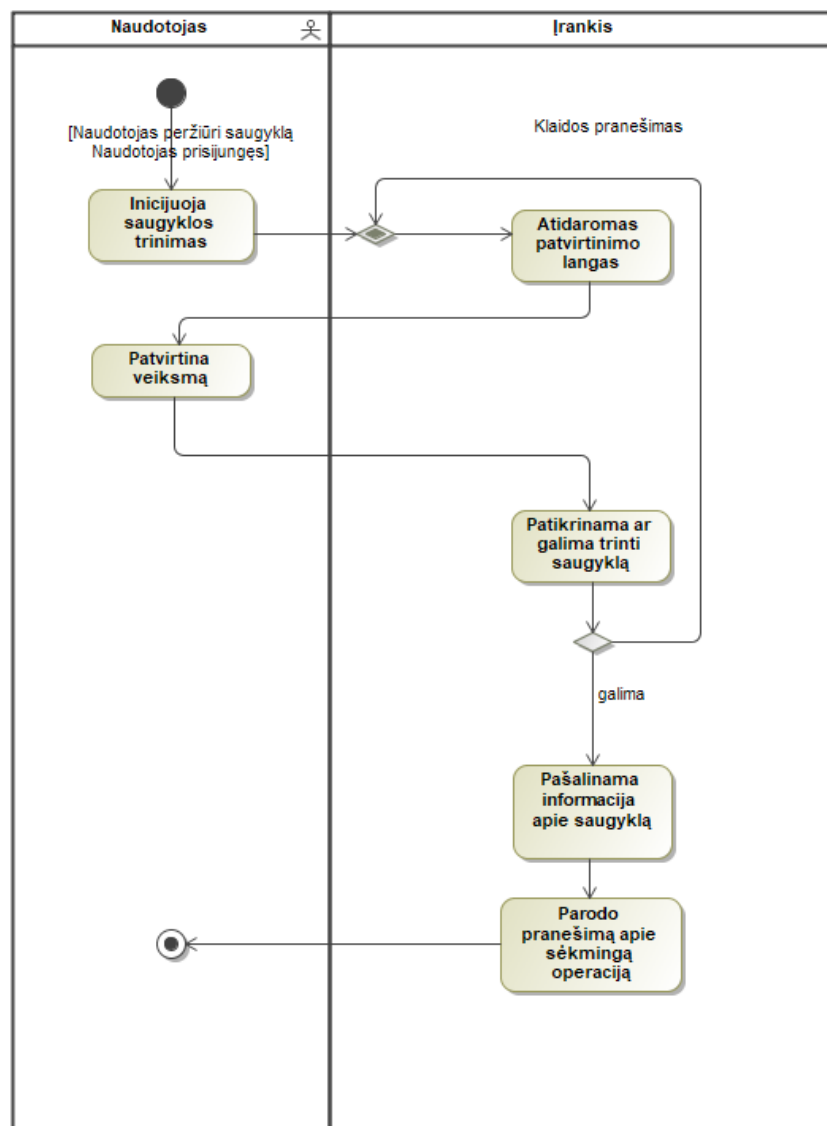 Naudotojas
Įrankis
[Naudotojas peržiūri saugyklą
Naudotojas prisijungęs]
Klaidos pranešimas
Inicijuoja
saugyklos
trinimas
Atidaromas
patvirtinimo
langas
Patvirtina
veiksmą
Patikrinama ar
galima trinti
saugyklą
galima
Pašalinama
informacija
apie saugyklą
Parodo
pranešimą apie
sėkmingą
operaciją